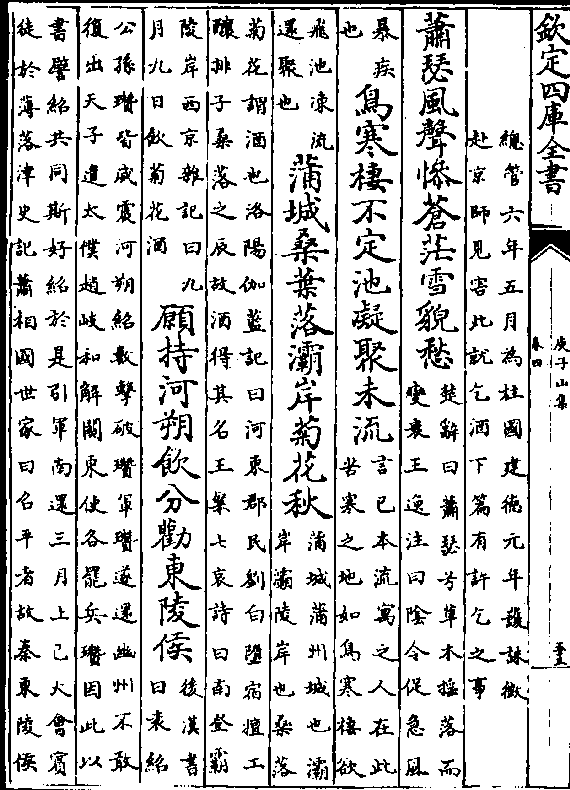 欽定四庫全書
庾子山集
卷四
總管六年五月為柱國建德元年護誅徵
赴京師見害此說乞酒下篇有許乞之事
蕭瑟風聲慘蒼茫雪貌愁
楚辭曰蕭瑟兮草木搖落而
變衰王逸注曰陰令促急風
暴疾
也
鳥寒棲不定池凝聚未流
言已本流寓之人在此
苦寒之地如鳥寒棲欲
飛池凍流
還聚也
蒲城桑葉落灞岸菊花秋
蒲城蒲州城也灞
岸灞陵岸也桑落
菊花謂酒也洛陽伽藍記曰河東郡民劉白墮宿擅工
釀排子桑落之辰故酒得其名王粲七哀詩曰南登霸
陵岸西京雜記曰九
月九日飲菊花酒
願持河朔飲分勸東陵侯
後漢書
曰袁紹
公孫瓚皆威震河朔紹數擊破瓚軍瓚遂還幽州不敢
復出天子遣太僕趙岐和解關東使各罷兵瓚因此以
書譬紹共同斯好紹於是引軍南還三月上巳大會賓
徒於薄落津史記蕭相國世家曰召平者故秦東陵侯